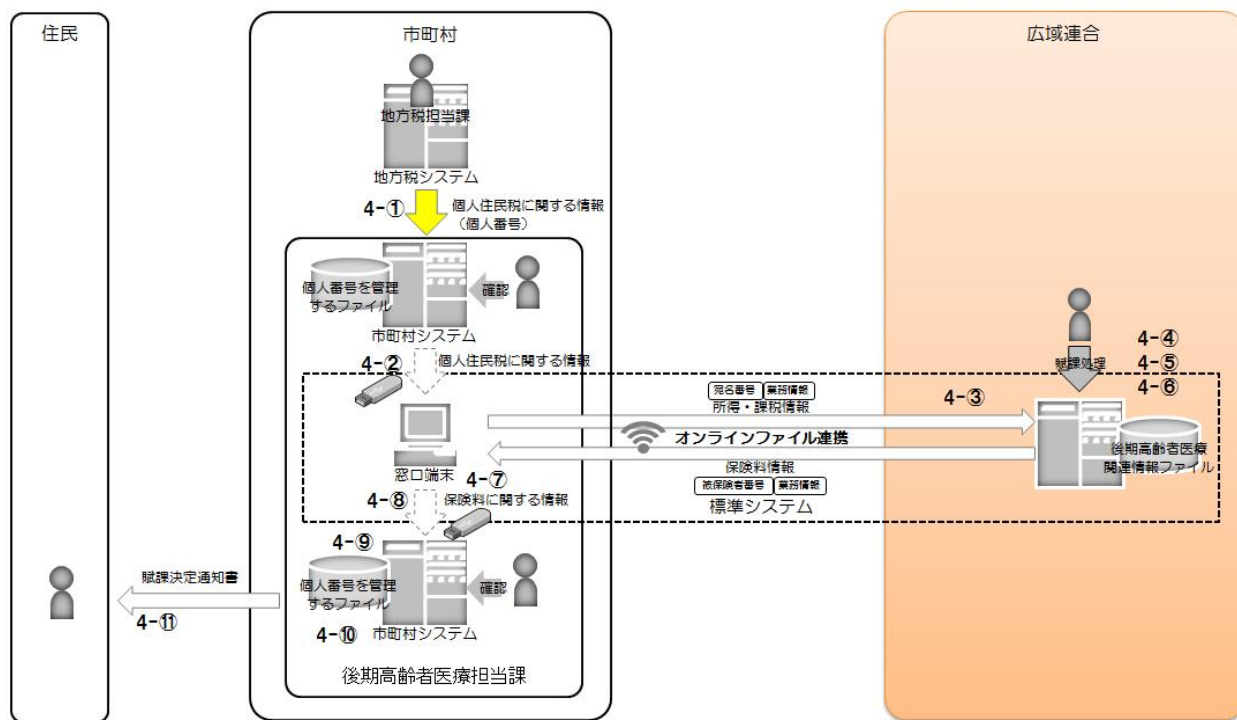 住民
市町村
広域連合
地方税担当課
地方税システム
4-①
個人住民税に関する情報
(個人番号)
個人番号を管理
するファイル
確認
市町村システム
4-②
個人住民税に関する情報
4-④
賦課処理
4-⑤
4-⑥
宛名番号
業務情報
所得・課税情報
4-③
オンラインファイル連携
窓口端末
後期高齢者医療
関連情報ファイル
4-⑦
保険料情報
被保険者番号
業務情報
標準システム
4-⑧
保険料に関する情報
4-⑨
個人番号を管理
するファイル
確認
4-⑩
市町村システム
賦課決定通知書
4-⑪
後期高齢者医療担当課